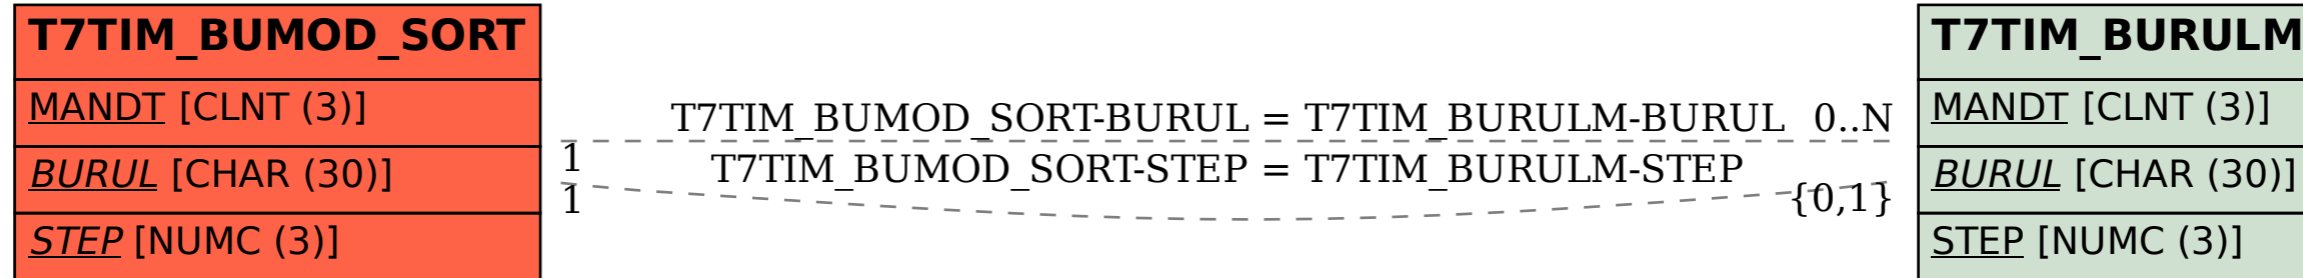 T7TIM_BUMOD_SORT
MANDT [CLNT (3)]
BURUL [CHAR (30)]
STEP [NUMC (3)]
T7TIM_BUMOD_SORT-BURUL = T7TIM_BURULM-BURUL 0..N
1
T7TIM_BUMOD_SORT-STEP = T7TIM_BURULM-STEP
1
{0,1}
T7TIM_BURULM
MANDT [CLNT (3)]
BURUL [CHAR (30)]
STEP [NUMC (3)]